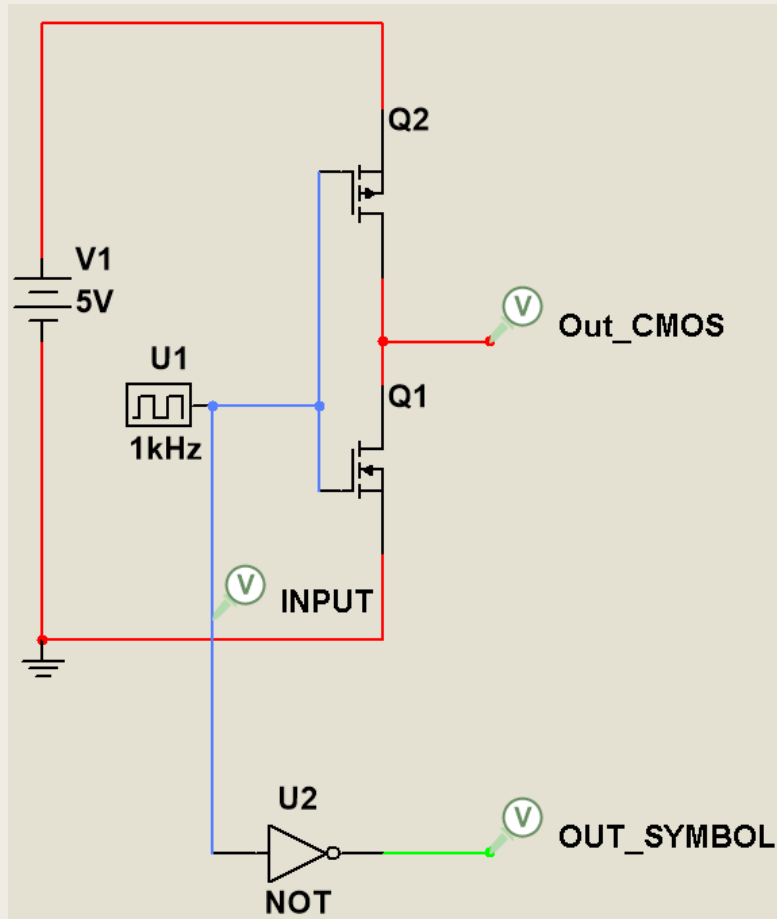 Q2
V1
5V
V
Out_CMOS
U1
Q1
1kHz
V
INPUT
U2
V
OUT_SYMBOL
NOT